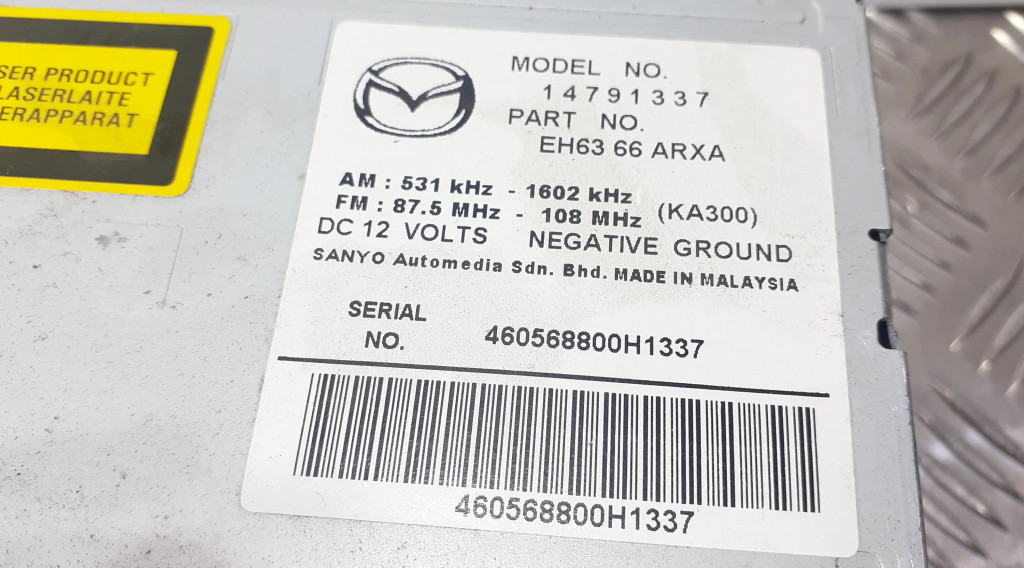 PRODUCT
LASERLAITE
MODEL NO.
14791337
PART NO.
EH63 66 ARXA
AM : 531 kHz - 1602 kHz
FM : 87.5 MHz - 108 MHz (KA300)
DC 12 VOLTS NEGATIVE GROUND
SANYO Automedia Sdn. Bhd. MADE IN MALAYSIA
SERIAL
NO. 460568800H1337
460568800H1337